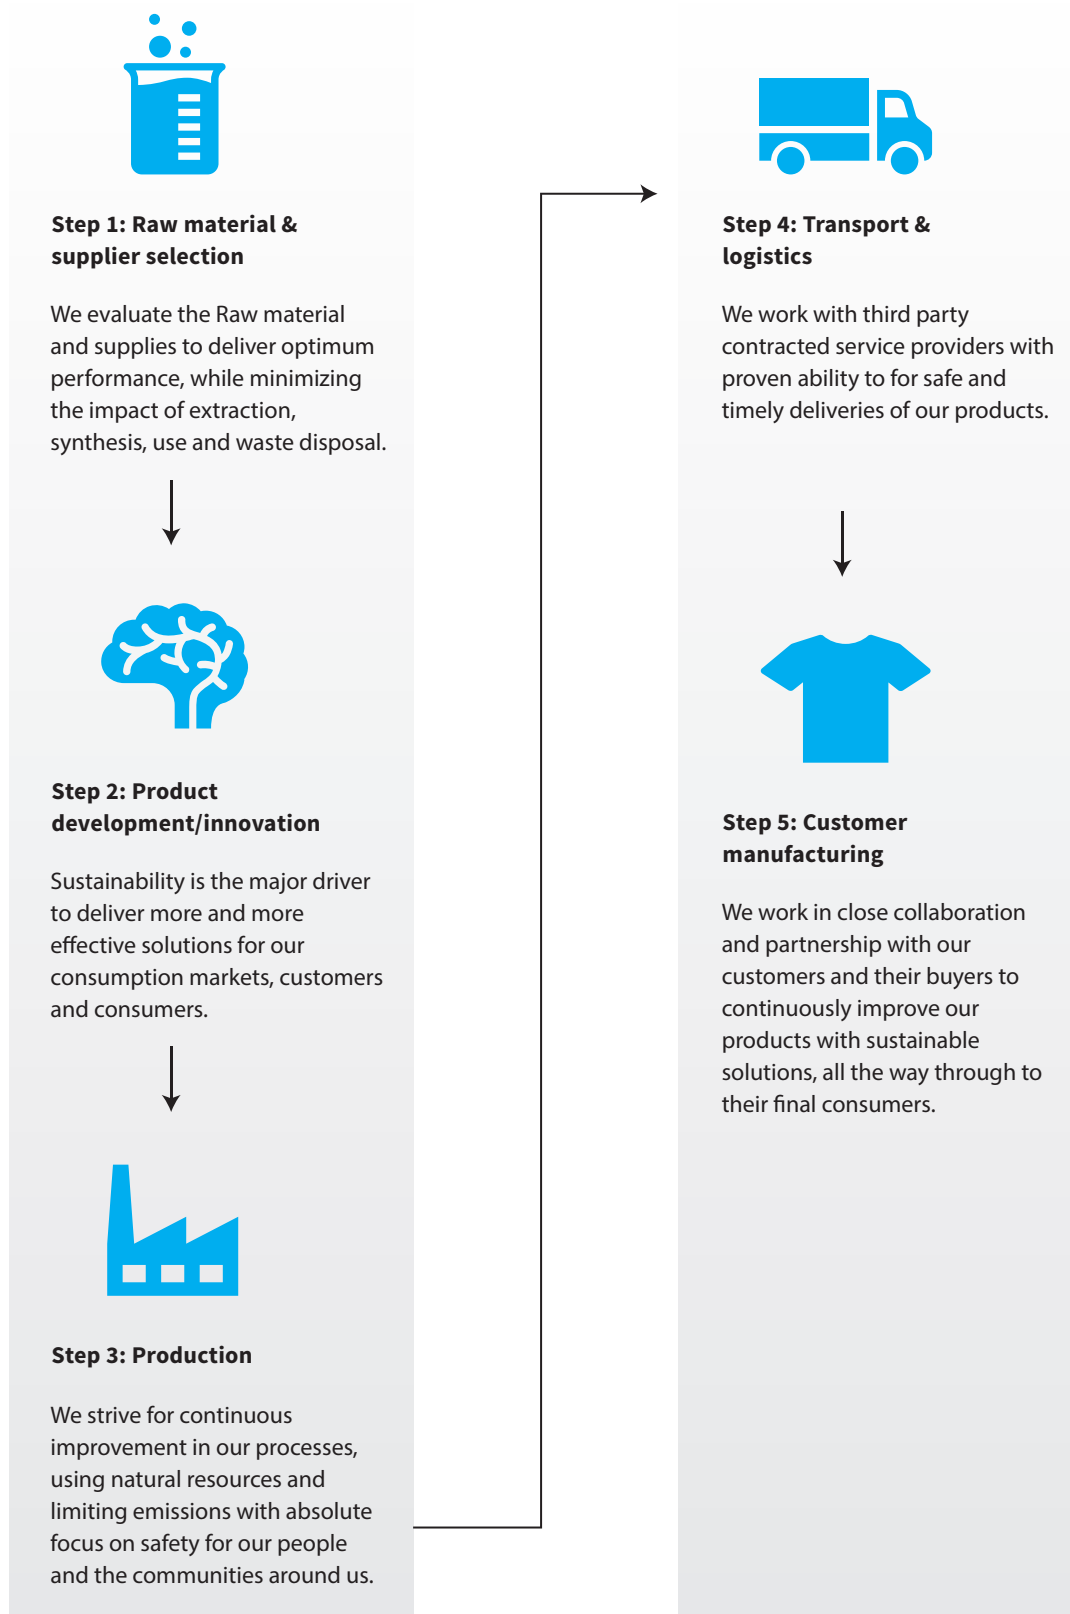 Step 1: Raw material &
supplier selection
We evaluate the Raw material
and supplies to deliver optimum
performance, while minimizing
the impact of extraction,
synthesis, use and waste disposal.
Step 2: Product
development/innovation
Sustainability is the major driver
to deliver more and more
effective solutions for our
consumption markets, customers
and consumers.
Step 3: Production
We strive for continuous
improvement in our processes,
using natural resources and
limiting emissions with absolute
focus on safety for our people
and the communities around us.
Step 4: Transport &
logistics
We work with third party
contracted service providers with
proven ability to for safe and
timely deliveries of our products.
Step 5: Customer
manufacturing
We work in close collaboration
and partnership with our
customers and their buyers to
continuously improve our
products with sustainable
solutions, all the way through to
their final consumers.